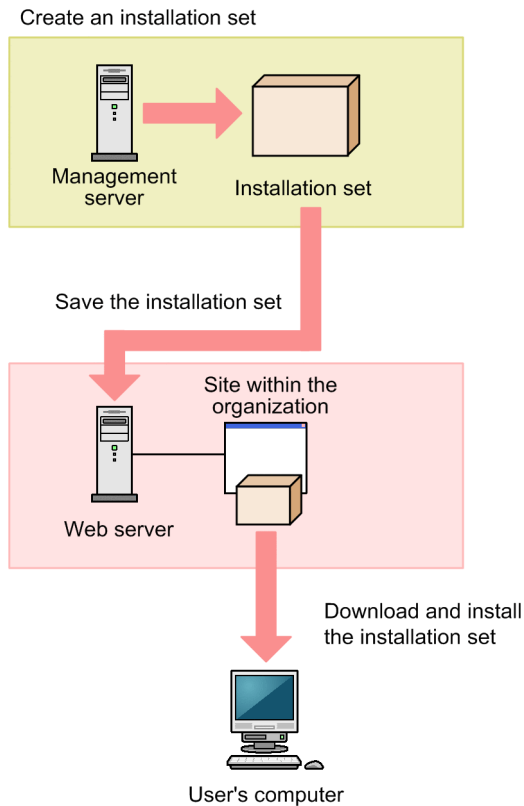 Create an installation set
Management
server
Installation set
Save the installation set
Site within the
organization
Web server
Download and install
the installation set
User's computer